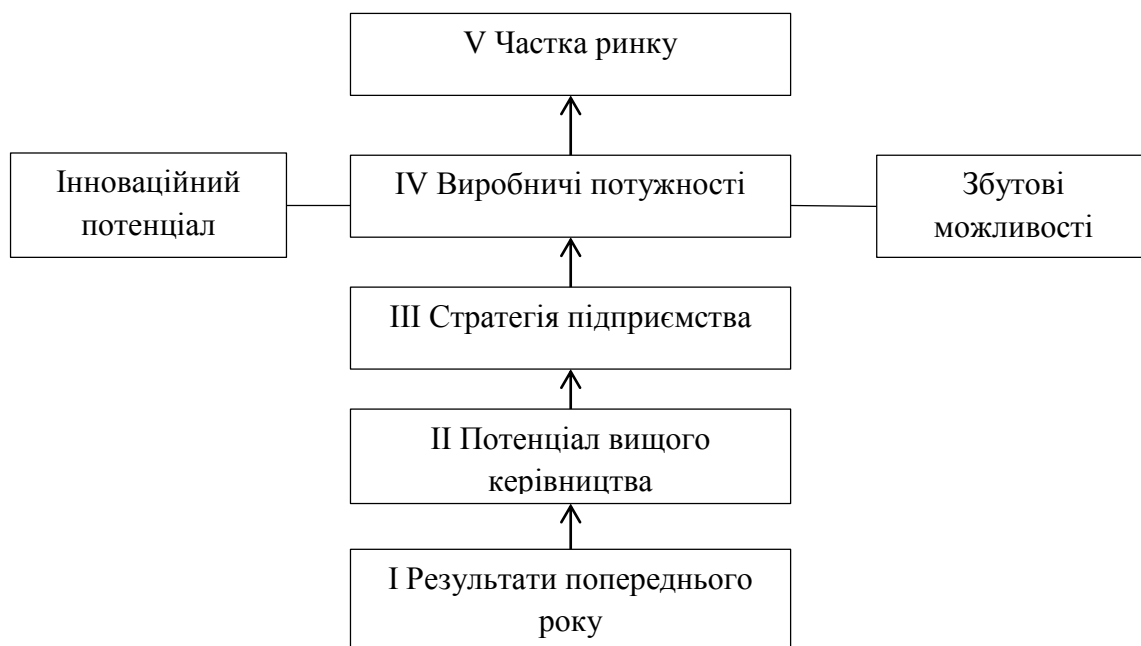 V Частка ринку
Інноваційний
потенціал
IV Виробничі потужності
Збутові
можливості
III Стратегія підприємства
II Потенціал вищого
керівництва
I Результати попереднього
року